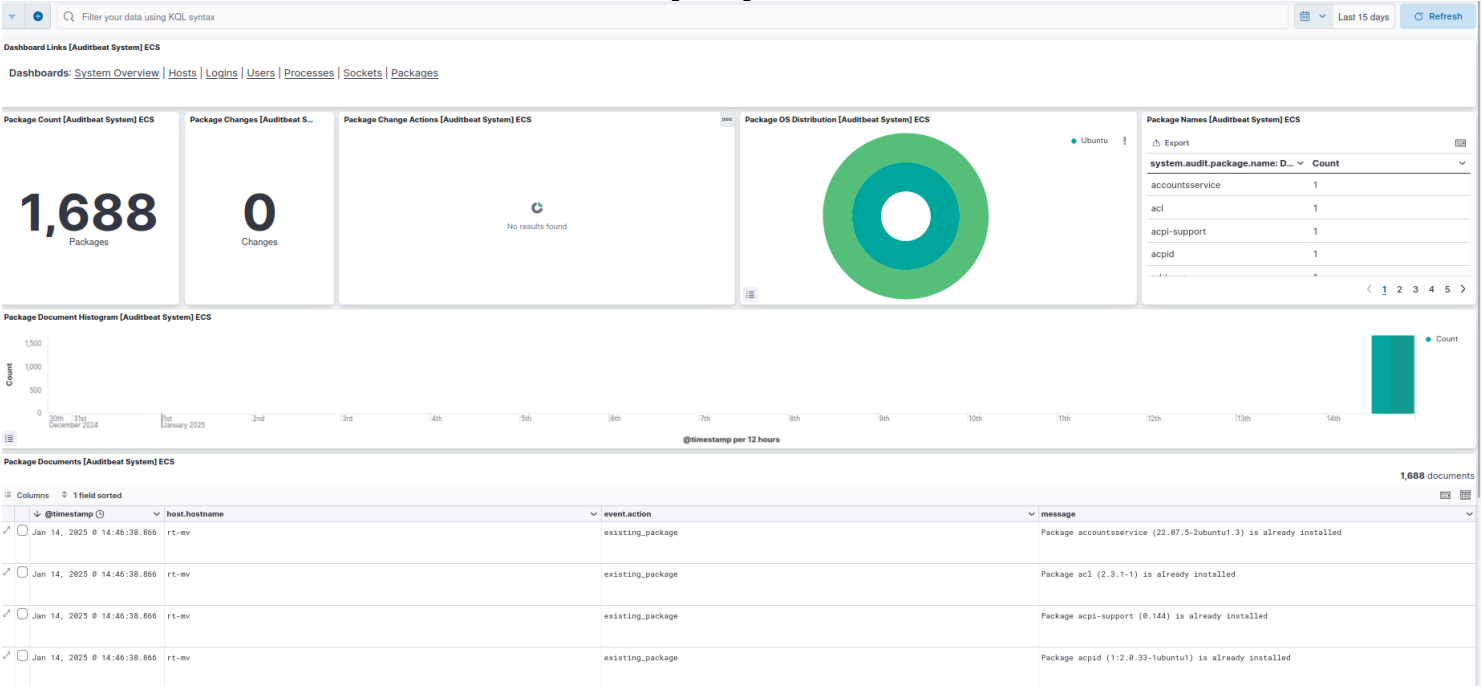 Filter your data using KQL syntax
Last 15 days
Refresh
Dashboard Links [Auditbeat System] ECS
Dashboards: System Overview | Hosts | Logins | Users | Processes | Sockets | Packages
Package Count [Auditbeat System] ECS
1,688
Packages
Package Changes [Auditbeat S...
0
Changes
Package Change Actions [Auditbeat System] ECS
No results found
Package OS Distribution [Auditbeat System] ECS
Ubuntu
Package Names [Auditbeat System] ECS
Export
system.audit.package.name: D... Count
accountsservice 1
acl 1
acpi-support 1
acpid 1
1 2 3 4 5
Package Document Histogram [Auditbeat System] ECS
Count
1,500
1,000
500
0
30th 31st 1st 2nd 3rd 4th 5th 6th 7th 8th 9th 10th 11th 12th 13th 14th
December 2024 January 2025
@timestamp per 12 hours
Count
Package Documents [Auditbeat System] ECS
1,688 documents
Columns 1 field sorted
@timestamp host.hostname event.action message
Jan 14, 2025 @ 14:46:38.866 rt-mv existing_package Package accountsservice (22.07.5-2ubuntu1.3) is already installed
Jan 14, 2025 @ 14:46:38.866 rt-mv existing_package Package acl (2.3.1-1) is already installed
Jan 14, 2025 @ 14:46:38.866 rt-mv existing_package Package acpi-support (0.144) is already installed
Jan 14, 2025 @ 14:46:38.866 rt-mv existing_package Package acpid (1:2.0.33-1ubuntu1) is already installed